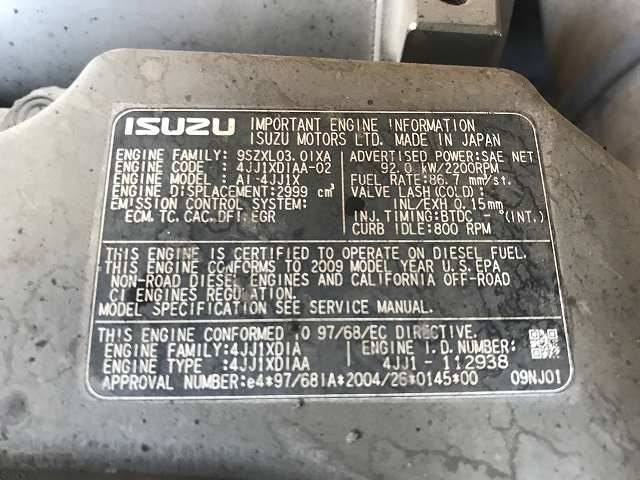 ISUZU IMPORTANT ENGINE INFORMATION
ISUZU MOTORS LTD. MADE IN JAPAN
ENGINE FAMILY: 9SZXL03.0IXA
ENGINE CODE : 4JJ1XDIAA-02
ENGINE MODEL : AI-4JJ1X
ENGINE DISPLACEMENT: 2999 cm³
EMISSION CONTROL SYSTEM:
ECM, TC, CAC, DFI, EGR
ADVERTISED POWER:SAE NET
92.0 kW/2200RPM
FUEL RATE:86.7 mm³/st.
VALVE LASH(COLD):
INL/EXH 0.15mm
INJ. TIMING:BTDC - °(INT.)
CURB IDLE:800 RPM
THIS ENGINE IS CERTIFIED TO OPERATE ON DIESEL FUEL.
THIS ENGINE CONFORMS TO 2009 MODEL YEAR U.S.EPA
NON-ROAD DIESEL ENGINES AND CALIFORNIA OFF-ROAD
CI ENGINES REGULATION.
MODEL SPECIFICATION SEE SERVICE MANUAL.
THIS ENGINE CONFORMED TO 97/68/EC DIRECTIVE.
ENGINE FAMILY:4JJ1XDIA
ENGINE TYPE :4JJ1XDIAA
ENGINE I.D. NUMBER:
4JJ1 - 112938
APPROVAL NUMBER:e4*97/68IA*2004/26*0145*00
09NJ01